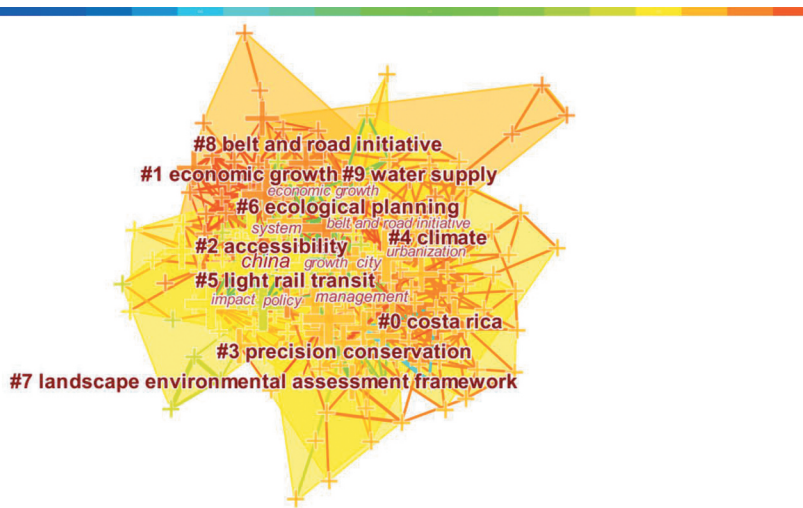 #8 belt and road initiative
#1 economic growth #9 water supply
economic growth
#6 ecological planning
system belt and road initiative
#2 accessibility #4 climate
china growth city urbanization
#5 light rail transit
impact policy management
#0 costa rica
#3 precision conservation
#7 landscape environmental assessment framework